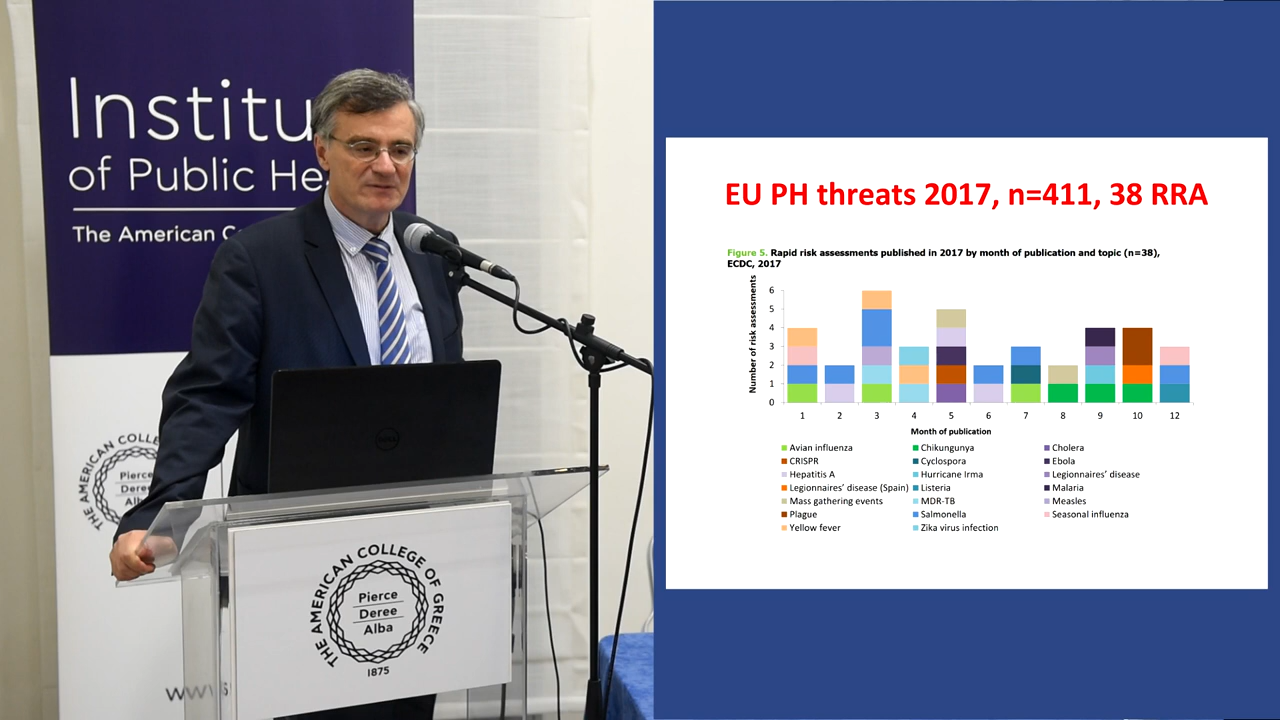 Institu
of Public He
The American C
THE AMERICAN COLLEGE OF GREECE
Pierce
Deree
Alba
1875
www
EU PH threats 2017, n=411, 38 RRA
Figure 5. Rapid risk assessments published in 2017 by month of publication and topic (n=38),
ECDC, 2017
Number of risk assessments
6
5
4
3
2
1
0
1 2 3 4 5 6 7 8 9 10 12
Month of publication
Avian influenza Chikungunya Cholera
CRISPR Cyclospora Ebola
Hepatitis A Hurricane Irma Legionnaires' disease
Legionnaires' disease (Spain) Listeria Malaria
Mass gathering events MDR-TB Measles
Plague Salmonella Seasonal influenza
Yellow fever Zika virus infection